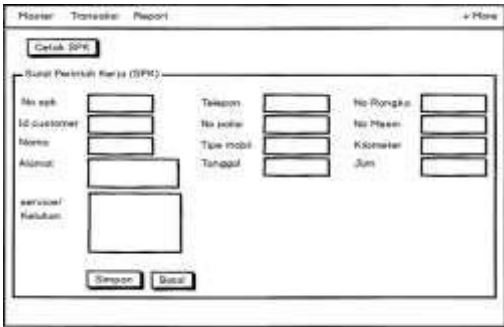 Master Transaksi Report + More
Cetak SPK
Surat Perintah Kerja (SPK)
No spk Telepon No Rangka
Id customer No polisi No Mesin
Nama Tipe mobil Kilometer
Alamat Tanggal Jam
service/
Keluhan
Simpan Batal